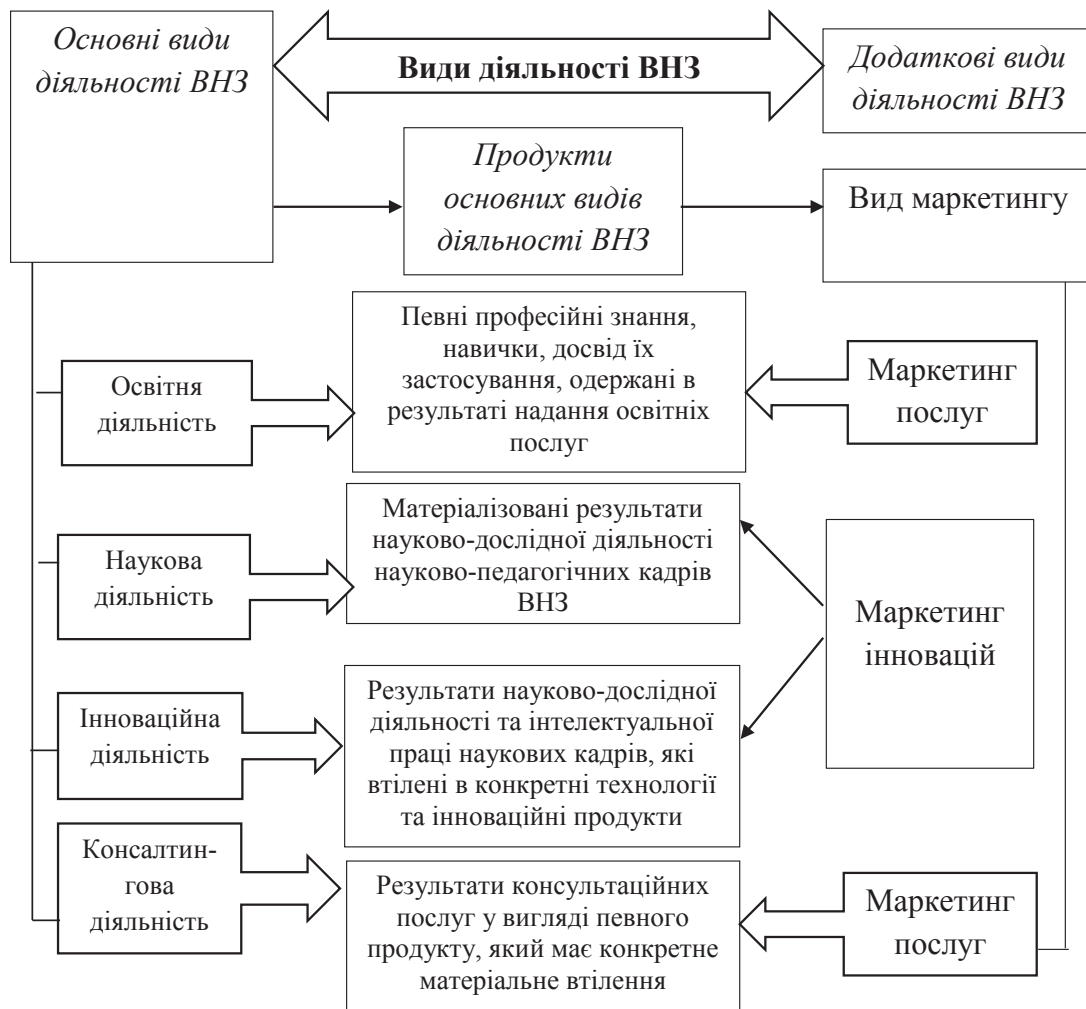 Основні види
діяльності ВНЗ
Види діяльності ВНЗ
Додаткові види
діяльності ВНЗ
Продукти
основних видів
діяльності ВНЗ
Вид маркетингу
Освітня
діяльність
Певні професійні знання,
навички, досвід їх
застосування, одержані в
результаті надання освітніх
послуг
Маркетинг
послуг
Наукова
діяльність
Матеріалізовані результати
науково-дослідної діяльності
науково-педагогічних кадрів
ВНЗ
Маркетинг
інновацій
Інноваційна
діяльність
Результати науково-дослідної
діяльності та інтелектуальної
праці наукових кадрів, які
втілені в конкретні технології
та інноваційні продукти
Консалтин-
гова
діяльність
Результати консультаційних
послуг у вигляді певного
продукту, який має конкретне
матеріальне втілення
Маркетинг
послуг